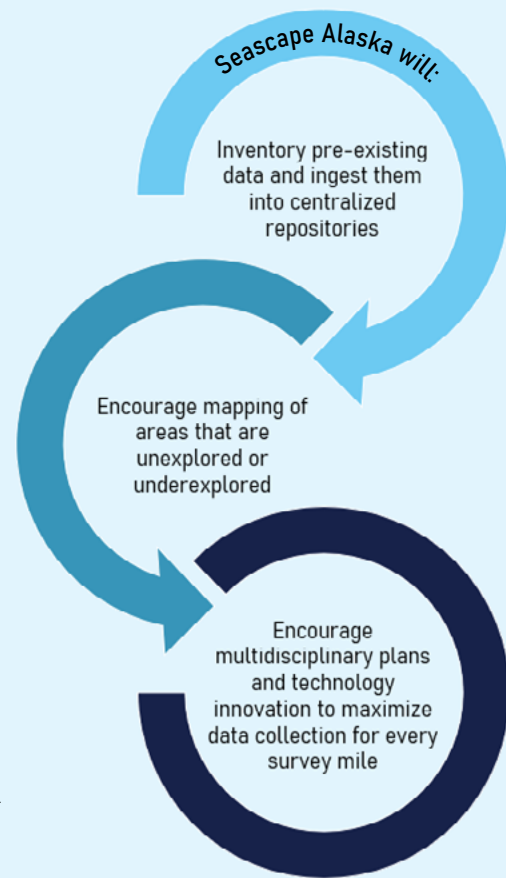 Seascape Alaska will:
Inventory pre-existing
data and ingest them
into centralized
repositories
Encourage mapping of
areas that are
unexplored or
underexplored
Encourage
multidisciplinary plans
and technology
innovation to maximize
data collection for every
survey mile